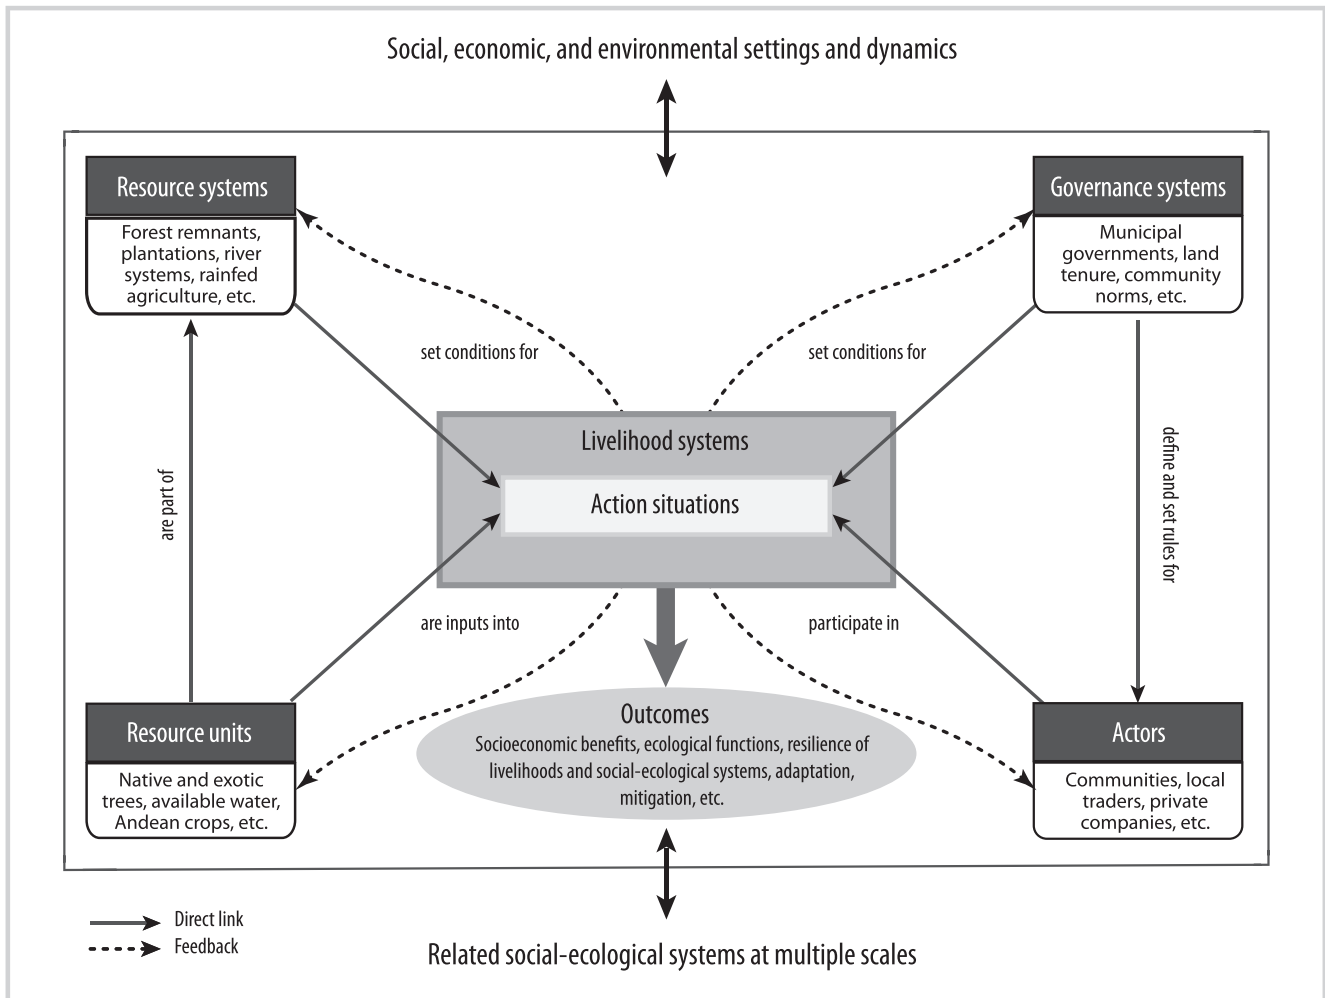 Social, economic, and environmental settings and dynamics
Resource systems
Forest remnants,
plantations, river
systems, rainfed
agriculture, etc.
Governance systems
Municipal
governments, land
tenure, community
norms, etc.
set conditions for
set conditions for
Livelihood systems
Action situations
are part of
define and set rules for
are inputs into
participate in
Resource units
Native and exotic
trees, available water,
Andean crops, etc.
Outcomes
Socioeconomic benefits, ecological functions, resilience of
livelihoods and social-ecological systems, adaptation,
mitigation, etc.
Actors
Communities, local
traders, private
companies, etc.
Direct link
Feedback
Related social-ecological systems at multiple scales